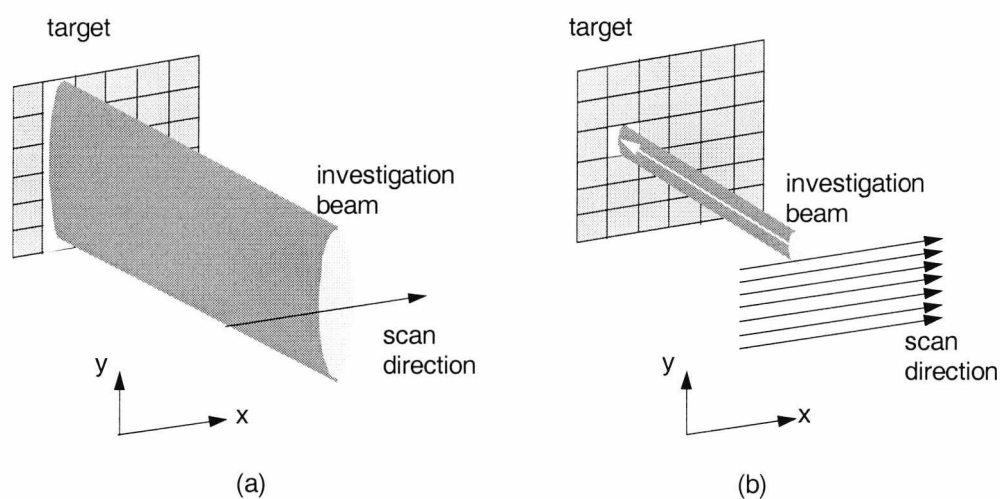 target
investigation
beam
scan
direction
y
x
(a)
target
investigation
beam
scan
direction
y
x
(b)